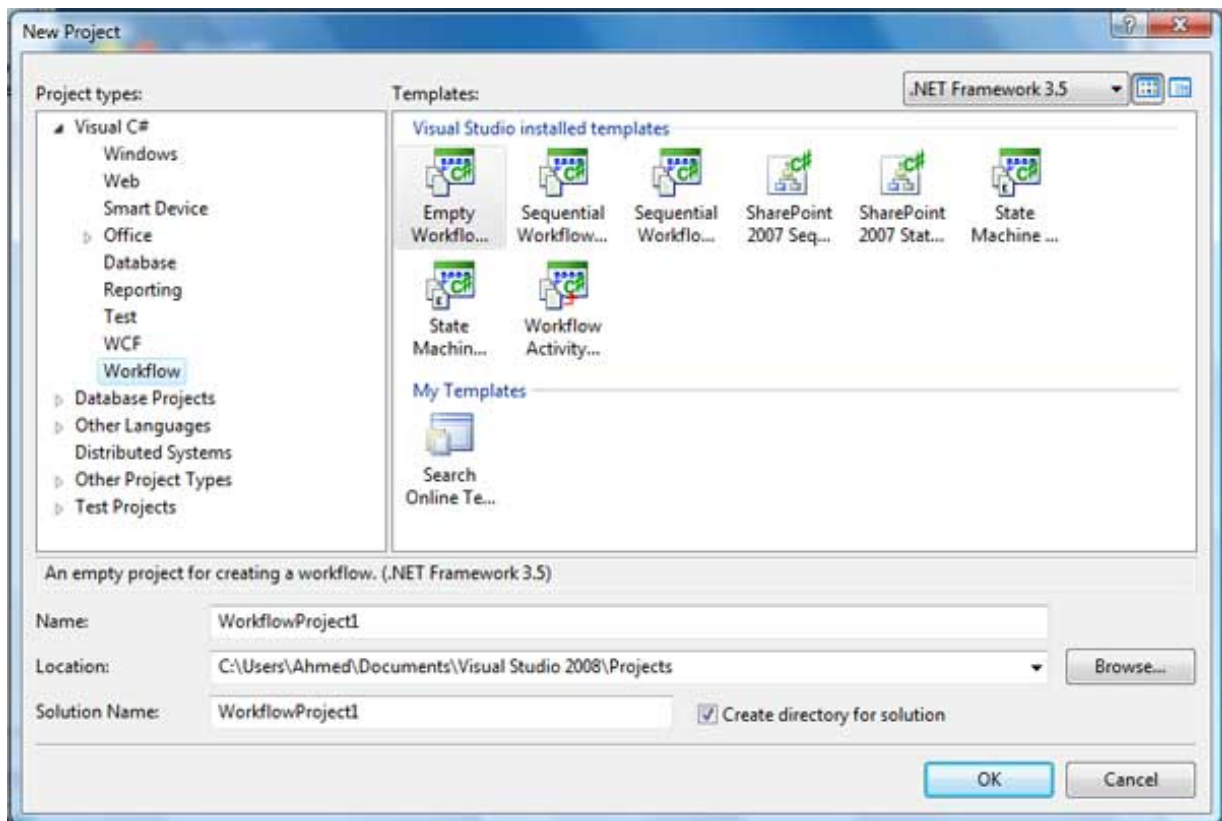 New Project
Project types:
Templates:
.NET Framework 3.5
Visual C#
Windows
Web
Smart Device
Office
Database
Reporting
Test
WCF
Workflow
Database Projects
Other Languages
Distributed Systems
Other Project Types
Test Projects
Visual Studio installed templates
Empty
Workflo...
Sequential
Workflow...
Sequential
Workflo...
SharePoint
2007 Seq...
SharePoint
2007 Stat...
State
Machine ...
State
Machin...
Workflow
Activity...
My Templates
Search
Online Te...
An empty project for creating a workflow. (.NET Framework 3.5)
Name:
WorkflowProject1
Location:
C:\Users\Ahmed\Documents\Visual Studio 2008\Projects
Browse...
Solution Name:
WorkflowProject1
Create directory for solution
OK
Cancel